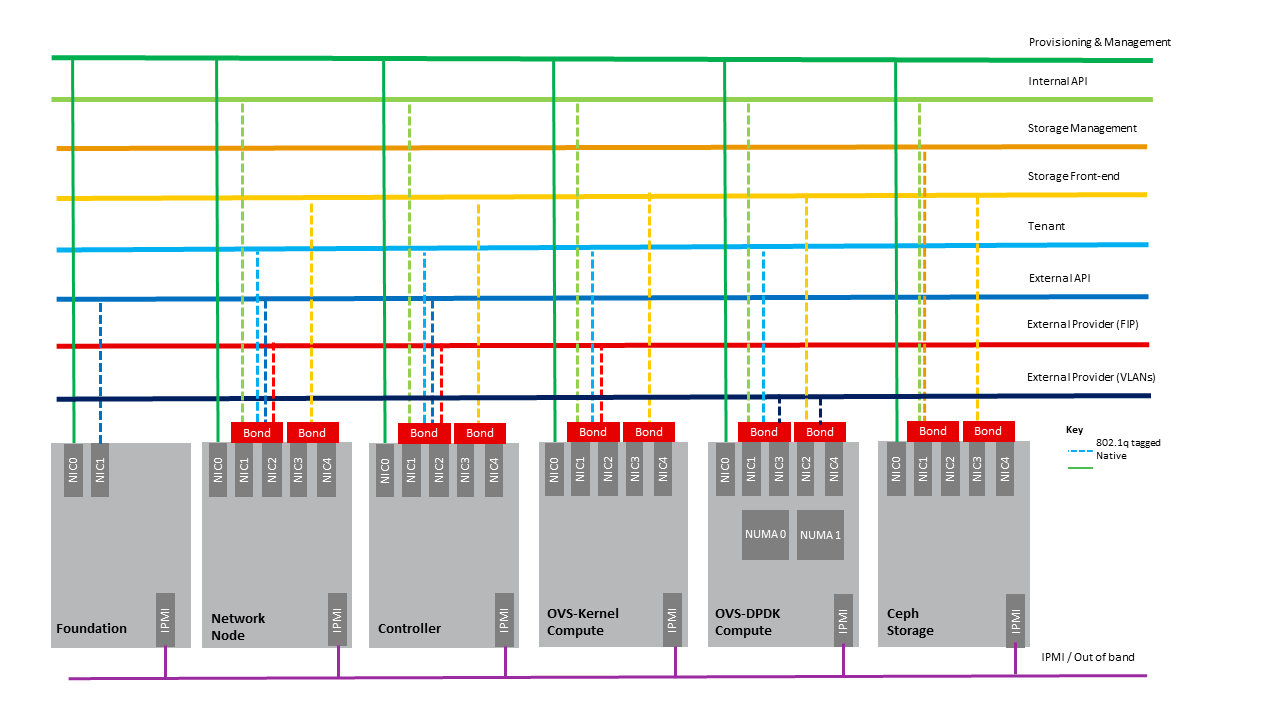 Provisioning & Management
Internal API
Storage Management
Storage Front-end
Tenant
External API
External Provider (FIP)
External Provider (VLANs)
Key
802.1q tagged
Native
Bond
Bond
Bond
Bond
Bond
Bond
Bond
Bond
Bond
Bond
NIC0
NIC1
NIC0
NIC1
NIC2
NIC3
NIC4
NIC0
NIC1
NIC2
NIC3
NIC4
NIC0
NIC1
NIC2
NIC3
NIC4
NIC0
NIC1
NIC3
NIC2
NIC4
NIC0
NIC1
NIC2
NIC3
NIC4
NUMA 0
NUMA 1
Foundation
IPMI
Network
Node
IPMI
Controller
IPMI
OVS-Kernel
Compute
IPMI
OVS-DPDK
Compute
IPMI
Ceph
Storage
IPMI
IPMI / Out of band